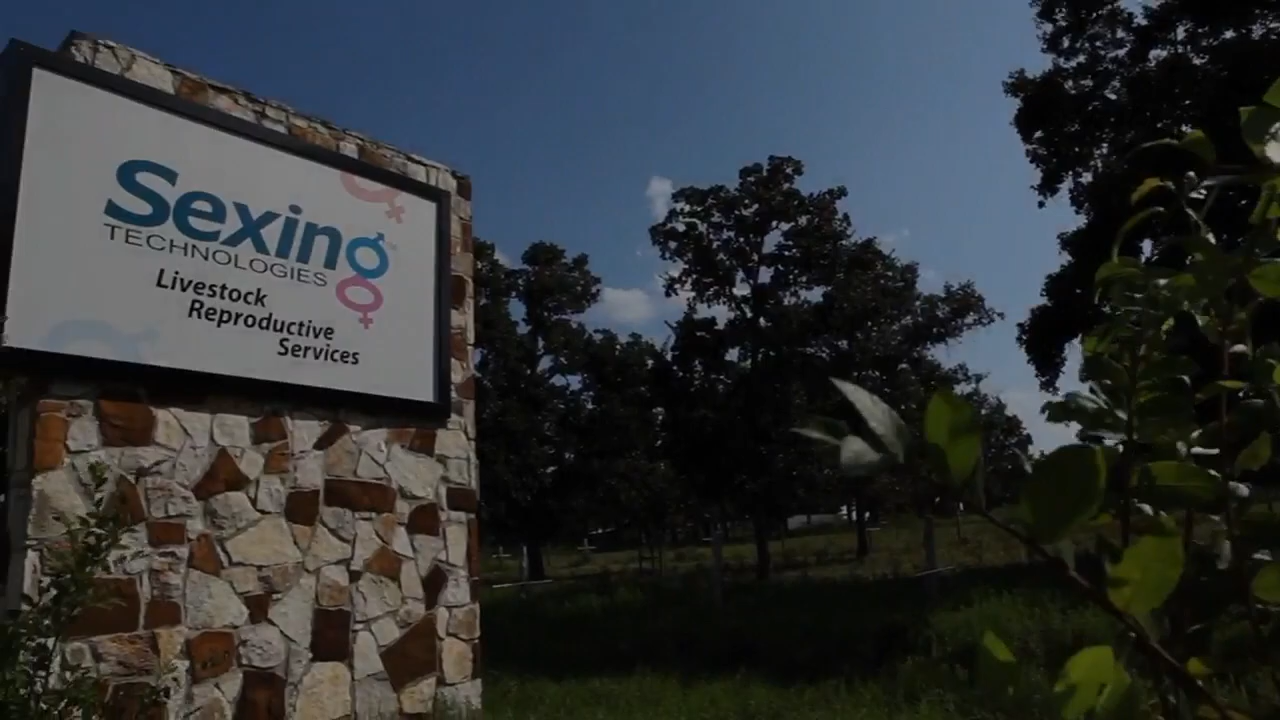 Sexing
TECHNOLOGIES
Livestock
Reproductive
Services